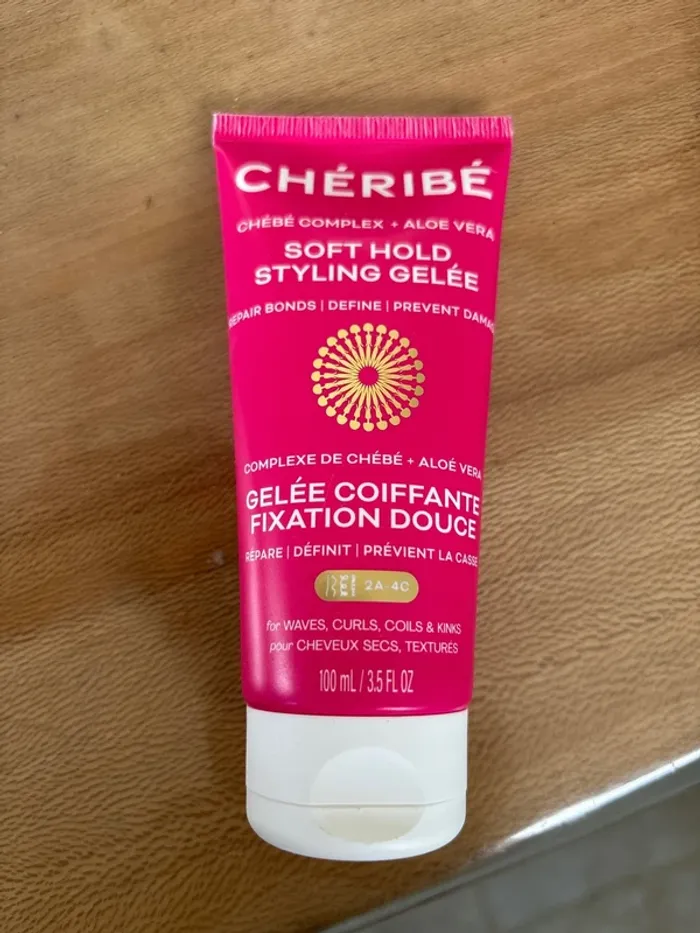 CHÉRIBÉ
CHÉBÉ COMPLEX + ALOE VERA
SOFT HOLD
STYLING GELÉE
REPAIR BONDS | DEFINE | PREVENT DAMAG
COMPLEXE DE CHÉBÉ + ALOÉ VERA
GELÉE COIFFANTE
FIXATION DOUCE
RÉPARE | DÉFINIT | PRÉVIENT LA CASSE
2A-4C
for WAVES, CURLS, COILS & KINKS
pour CHEVEUX SECS, TEXTURÉS
100 mL / 3.5 FL OZ